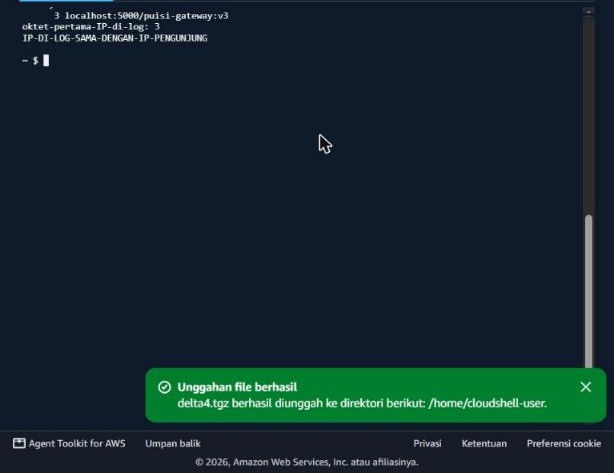 3 localhost:5000/puisi-gateway:v3
oktet-pertama-IP-di-log: 3
IP-DI-LOG-SAMA-DENGAN-IP-PENGUNJUNG
~ $
Unggahan file berhasil
delta4.tgz berhasil diunggah ke direktori berikut: /home/cloudshell-user.
Agent Toolkit for AWS Umpan balik Privasi Ketentuan Preferensi cookie
© 2026, Amazon Web Services, Inc. atau afiliasinya.